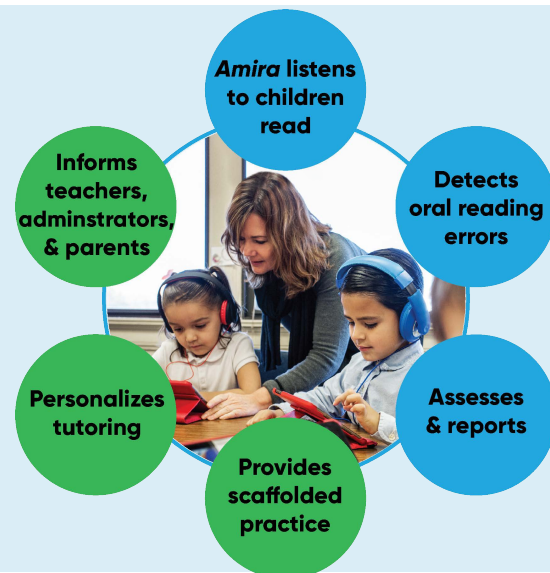 Amira listens
to children
read
Detects
oral reading
errors
Assesses
& reports
Provides
scaffolded
practice
Personalizes
tutoring
Informs
teachers,
adminstrators,
& parents